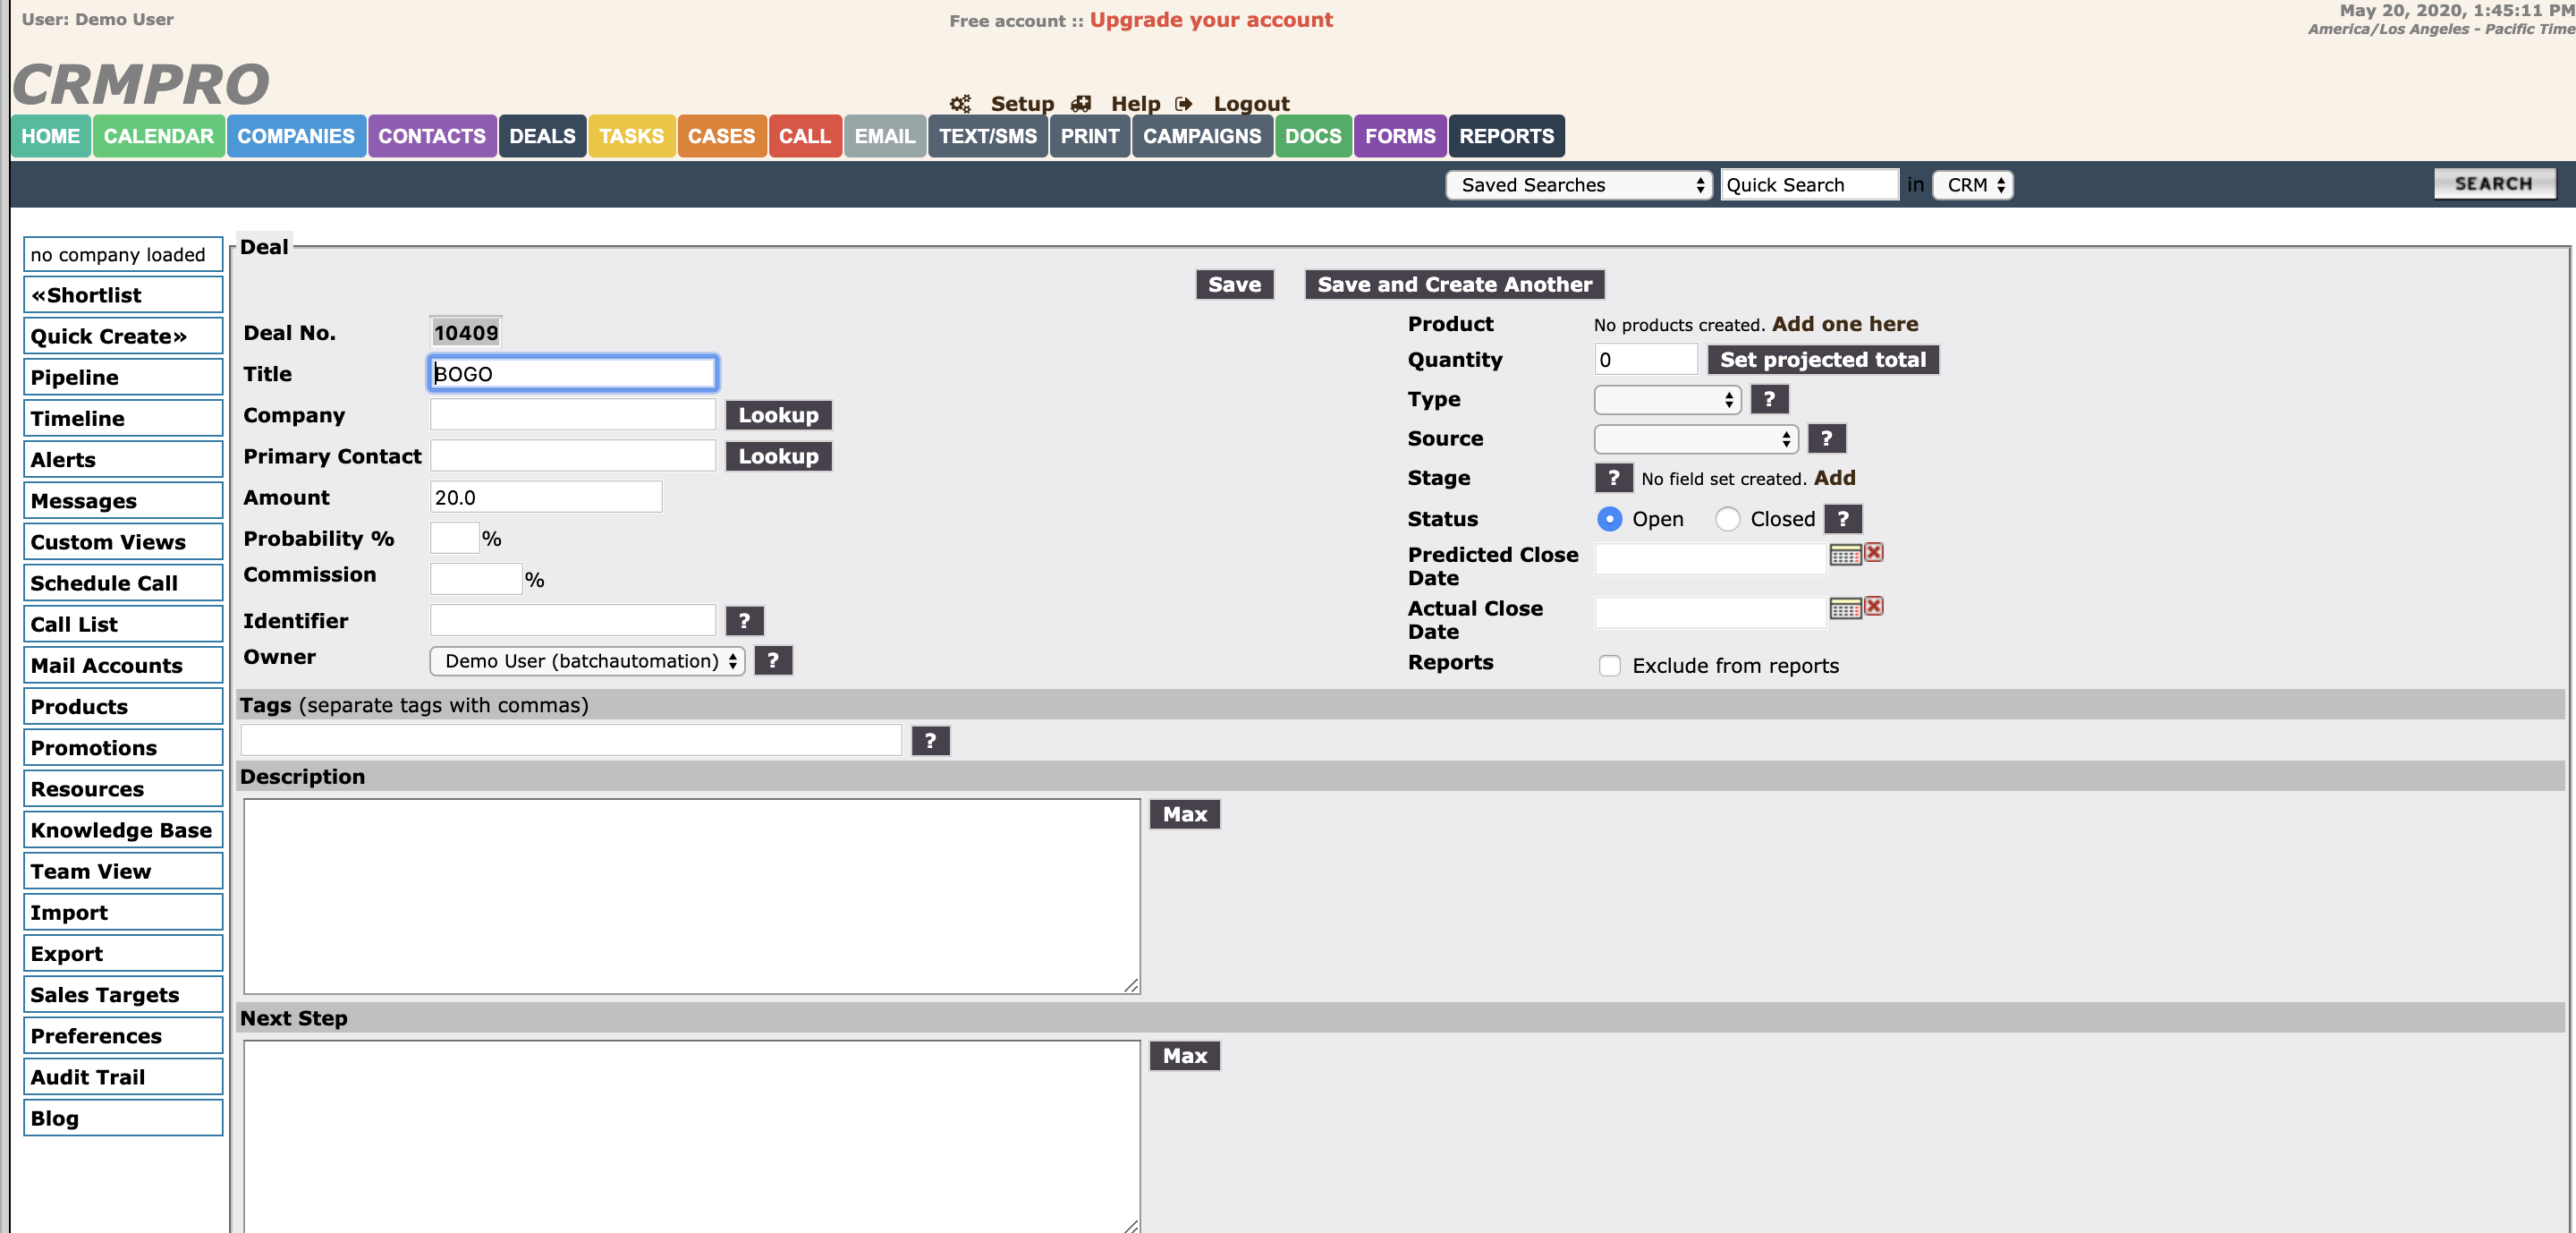 User: Demo User
Free account :: Upgrade your account
May 20, 2020, 1:45:11 PM
America/Los Angeles - Pacific Time
CRMPRO
Setup Help Logout
HOME CALENDAR COMPANIES CONTACTS DEALS TASKS CASES CALL EMAIL TEXT/SMS PRINT CAMPAIGNS DOCS FORMS REPORTS
Saved Searches Quick Search in CRM SEARCH
no company loaded
«Shortlist
Quick Create»
Pipeline
Timeline
Alerts
Messages
Custom Views
Schedule Call
Call List
Mail Accounts
Products
Promotions
Resources
Knowledge Base
Team View
Import
Export
Sales Targets
Preferences
Audit Trail
Blog
Deal
Save Save and Create Another
Deal No. 10409
Title BOGO
Company Lookup
Primary Contact Lookup
Amount 20.0
Probability % %
Commission %
Identifier ?
Owner Demo User (batchautomation) ?
Product No products created. Add one here
Quantity 0 Set projected total
Type ?
Source ?
Stage ? No field set created. Add
Status Open Closed ?
Predicted Close
Date
Actual Close
Date
Reports Exclude from reports
Tags (separate tags with commas)
?
Description
Max
Next Step
Max